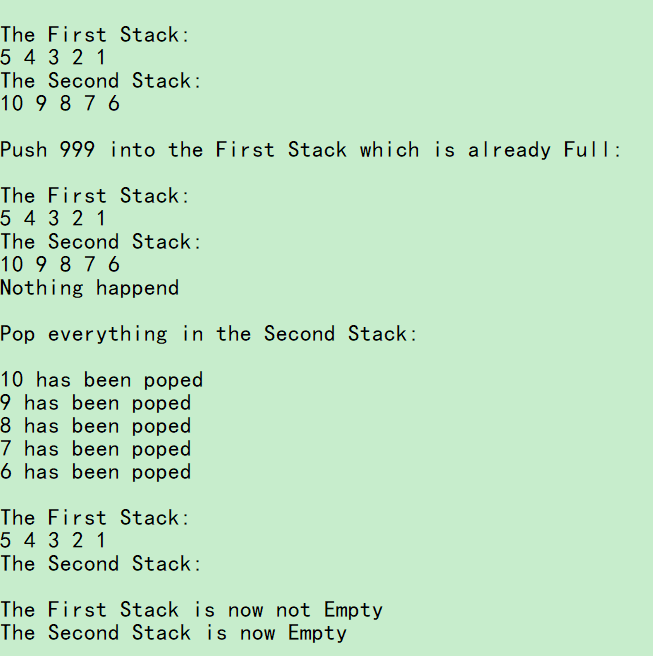 The First Stack:
5 4 3 2 1
The Second Stack:
10 9 8 7 6
Push 999 into the First Stack which is already Full:
The First Stack:
5 4 3 2 1
The Second Stack:
10 9 8 7 6
Nothing happend
Pop everything in the Second Stack:
10 has been poped
9 has been poped
8 has been poped
7 has been poped
6 has been poped
The First Stack:
5 4 3 2 1
The Second Stack:
The First Stack is now not Empty
The Second Stack is now Empty